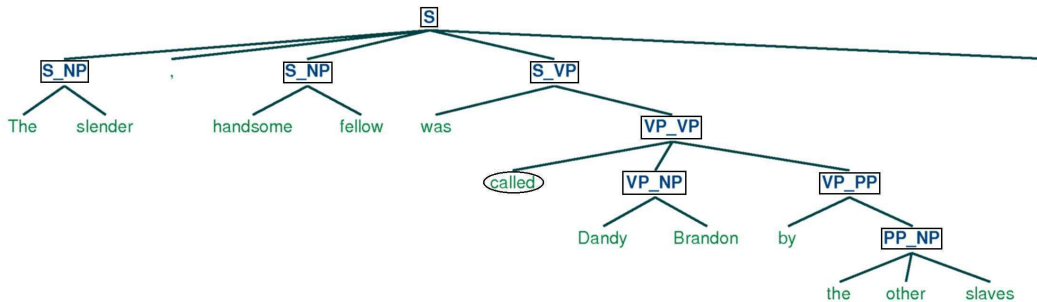 S
S_NP , S_NP S_VP
The slender handsome fellow was VP_VP
called VP_NP VP_PP
Dandy Brandon by PP_NP
the other slaves